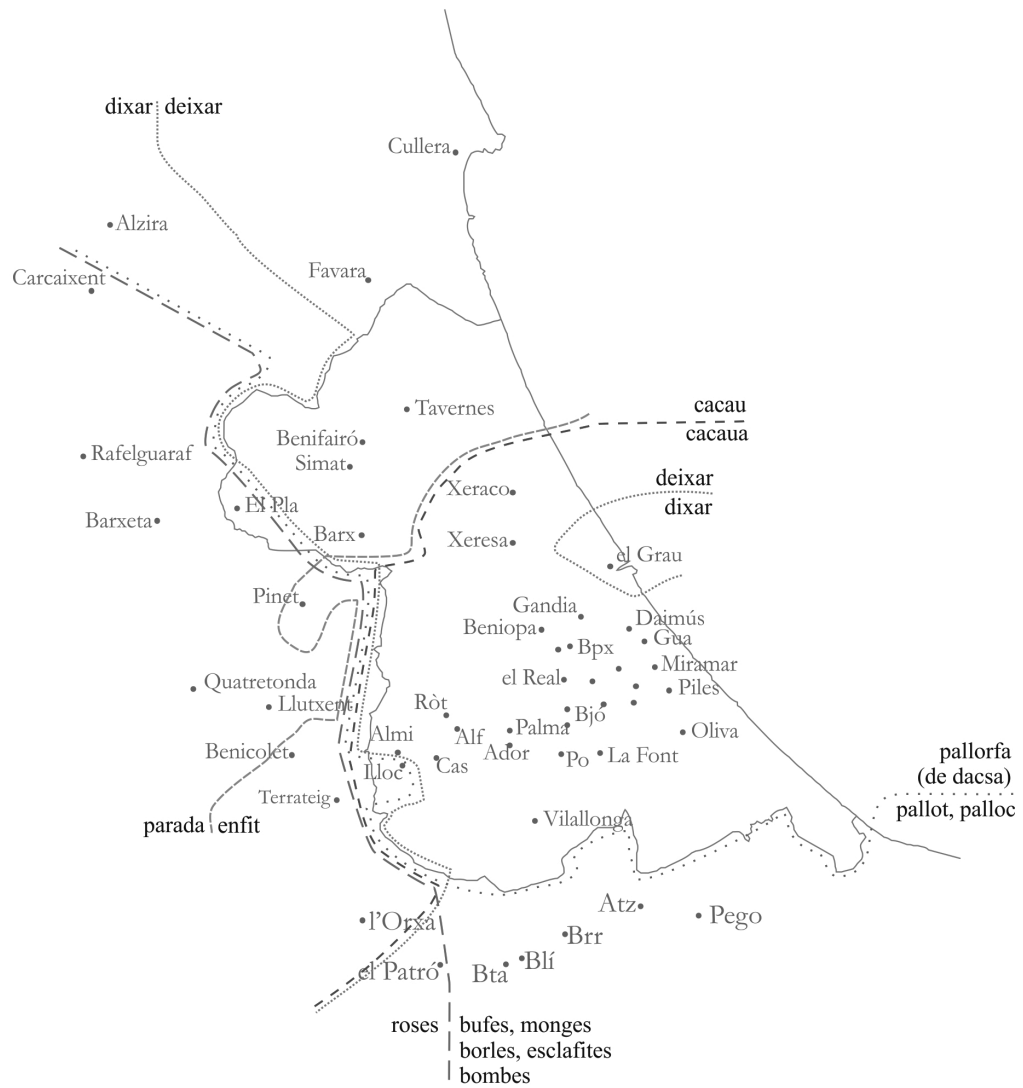 dixar deixar
Cullera
Alzira
Favara
Carcaixent
cacau
cacaua
Tavernes
Benifairó
Simat
Rafelguaraf
Xeraco
deixar
dixar
El Pla
Barxeta
Barx
Xeresa
el Grau
Pinet
Gandia
Beniopa
Daimús
Gua
Bpx
Miramar
Quatretonda
el Real
Piles
Llutxent
Ròt
Bjó
Almi
Alf
Palma
Oliva
Benicolet
Ador
Lloc
Cas
Po
La Font
pallorfa
(de dacsa)
pallot, palloc
Terrateig
parada enfit
Vilallonga
l'Orxa
Atz
Pego
Brr
el Patró
Bta
Blí
roses
bufes, monges
borles, esclafites
bombes